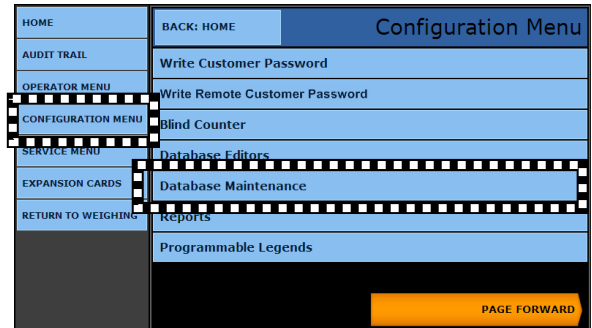 HOME
AUDIT TRAIL
OPERATOR MENU
CONFIGURATION MENU
SERVICE MENU
EXPANSION CARDS
RETURN TO WEIGHING
BACK: HOME
Configuration Menu
Write Customer Password
Write Remote Customer Password
Blind Counter
Database Editors
Database Maintenance
Reports
Programmable Legends
PAGE FORWARD